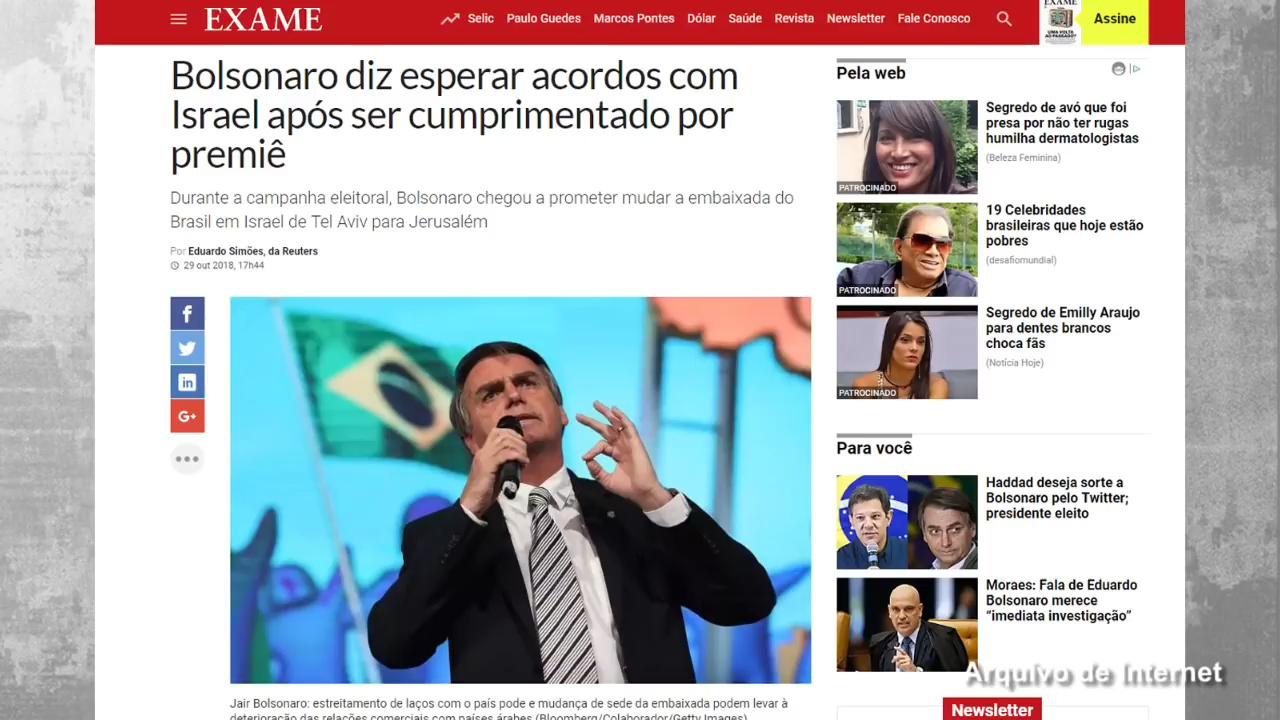 EXAME
Selic Paulo Guedes Marcos Pontes Dólar Saúde Revista Newsletter Fale Conosco
EXAME
UMA VOLTA
AO PASSADO?
Assine
Bolsonaro diz esperar acordos com
Israel após ser cumprimentado por
premiê
Durante a campanha eleitoral, Bolsonaro chegou a prometer mudar a embaixada do
Brasil em Israel de Tel Aviv para Jerusalém
Por Eduardo Simões, da Reuters
29 out 2018, 17h44
f
in
G+
Jair Bolsonaro: estreitamento de laços com o país pode e mudança de sede da embaixada podem levar à
deterioração das relações comerciais com países árabes (Bloomberg/Colaborador/Getty Images)
Pela web
PATROCINADO
Segredo de avó que foi
presa por não ter rugas
humilha dermatologistas
(Beleza Feminina)
PATROCINADO
19 Celebridades
brasileiras que hoje estão
pobres
(desafiomundial)
PATROCINADO
Segredo de Emilly Araujo
para dentes brancos
choca fãs
(Notícia Hoje)
Para você
Haddad deseja sorte a
Bolsonaro pelo Twitter;
presidente eleito
Moraes: Fala de Eduardo
Bolsonaro merece
“imediata investigação”
Arquivo de Internet
Newsletter